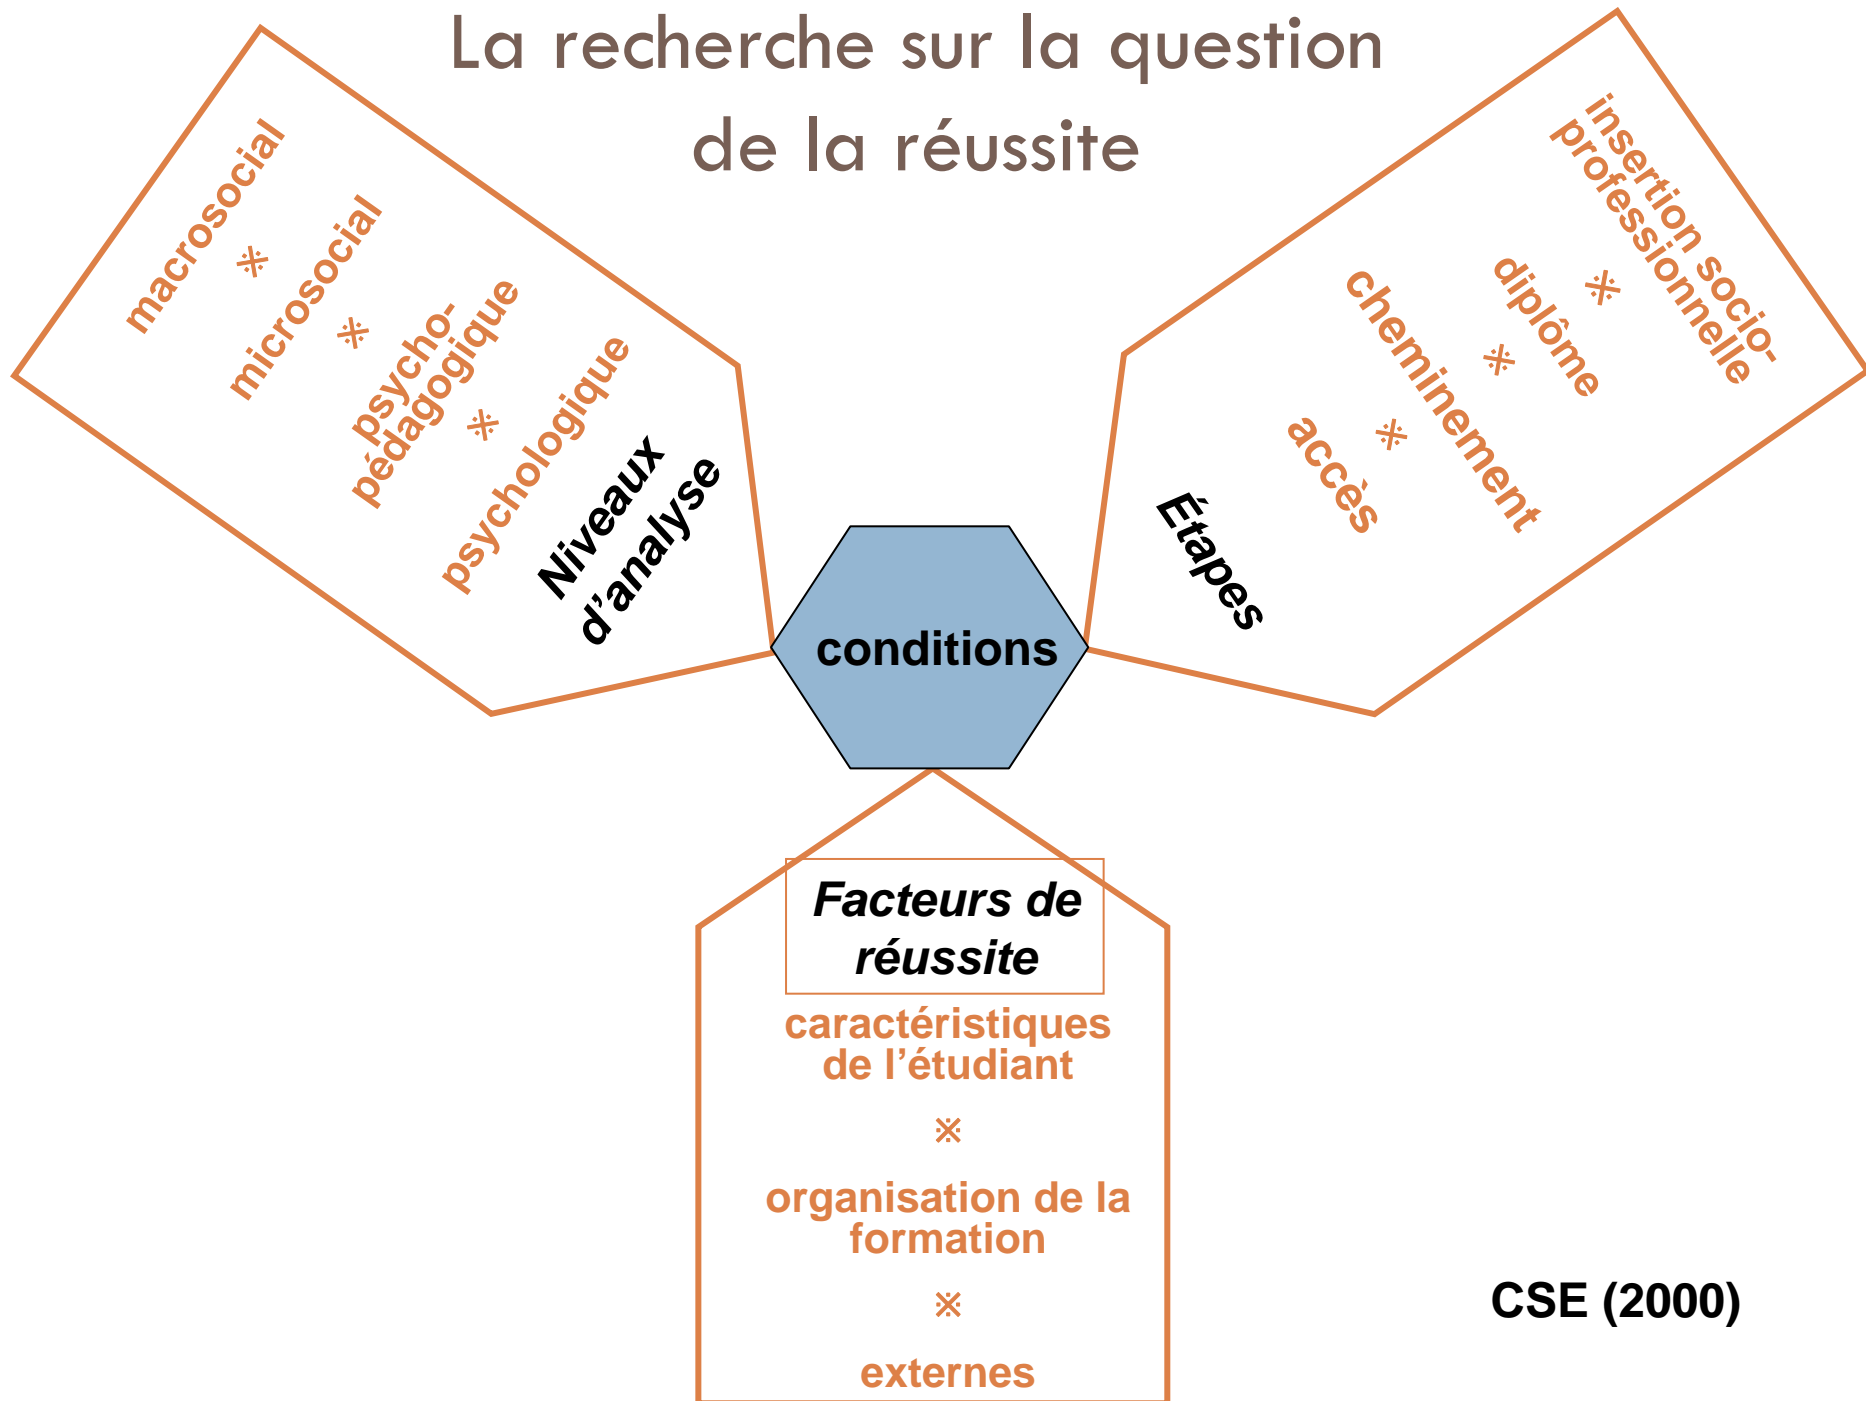 La recherche sur la question
de la réussite
macrosocial
※
microsocial
※
psycho-
pédagogique
※
psychologique
Niveaux
d'analyse
insertion socio-
professionnelle
※
diplôme
※
cheminement
※
accès
Étapes
conditions
Facteurs de
réussite
caractéristiques
de l’étudiant
※
organisation de la
formation
※
externes
CSE (2000)